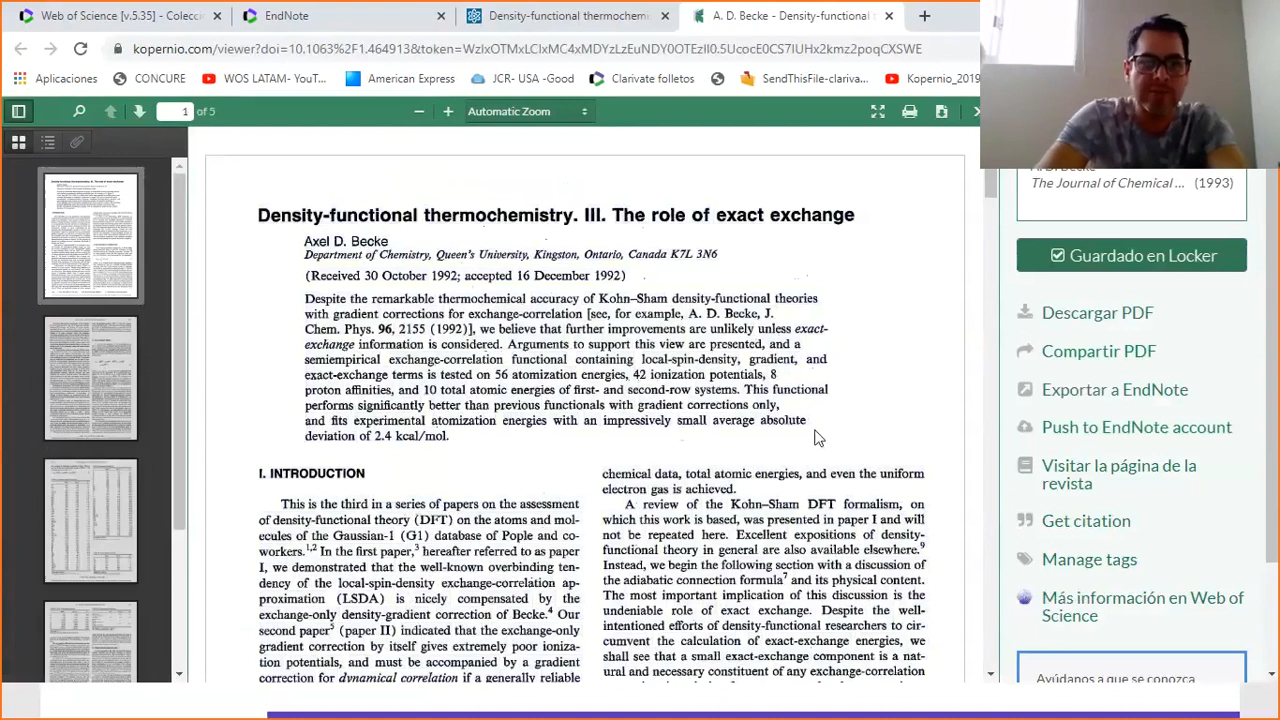 Web of Science [v.5.35] - Colecció
EndNote
Density-functional thermochemi
A. D. Becke - Density-functional
kopernio.com/viewer?doi=10.1063%2F1.464913&token=
Aplicaciones
CONCURE
WOS LATAM- YouT...
American Express
JCR- USA -Good
Clarivate folletos
SendThisFile-clariva...
Kopernio_2019
1 of 5
Automatic Zoom
Density-functional thermochemistry. III. The role of exact exchange
Axel D. Becke
Department of Chemistry, Queen's University, Kingston, Ontario, Canada K7L 3N6
(Received 30 October 1992; accepted 16 December 1992)
Despite the remarkable thermochemical accuracy of Kohn–Sham density-functional theories
with gradient corrections for exchange-correlation [see, for example, A. D. Becke, J.
Chem. Phys. 96, 2155 (1992)], we believe that further improvements are unlikely unless exact-
exchange information is considered. Arguments to support this view are presented, and a
semiempirical exchange-correlation functional containing local-spin-density, gradient, and
exact-exchange terms is tested on 56 atomization energies, 42 ionization potentials, 8
proton affinities, and 10 total atomic energies of first- and second-row systems. This functional
performs significantly better than previous functionals with gradient corrections only,
and fits experimental atomization energies with an impressively small average absolute
deviation of 2.4 kcal/mol.
I. INTRODUCTION
This is the third in a series of papers on the assessment
of density-functional theory (DFT) on the atoms and mol-
ecules of the Gaussian-1 (G1) database of Pople and co-
workers.1,2 In the first paper,3 hereafter referred to as paper
I, we demonstrated that the well-known overbinding ten-
dency of the local-spin-density exchange-correlation ap-
proximation (LSDA) is nicely compensated by the
exchange-only density-gradient correction of Becke.4 Our
second paper5 (paper II) indicated that the exchange-only
gradient correction by itself gives extremely poor ioniza-
tion potentials, and must be accompanied by a gradient
correction for dynamical correlation if a generally reliable
chemical data, total atomic energies, and even the uniform
electron gas is achieved.
A review of the Kohn–Sham DFT formalism, on
which this work is based, was presented in paper I and will
not be repeated here. Excellent expositions of density-
functional theory in general are also available elsewhere.9
Instead, we begin the following section with a discussion of
the adiabatic connection formula7 and its physical content.
The most important implication of this discussion is the
undeniable role of exact exchange. Despite the well-
intentioned efforts of density-functional researchers to cir-
cumvent the calculation of exact-exchange energies, we
shall see that a small exact-exchange component is a nat-
ural and necessary constituent of any exchange-correlation
The Journal of Chemical ... (1993)
Guardado en Locker
Descargar PDF
Compartir PDF
Exportar a EndNote
Push to EndNote account
Visitar la página de la
revista
Get citation
Manage tags
Más información en Web of
Science
Ayúdanos a que se conozca